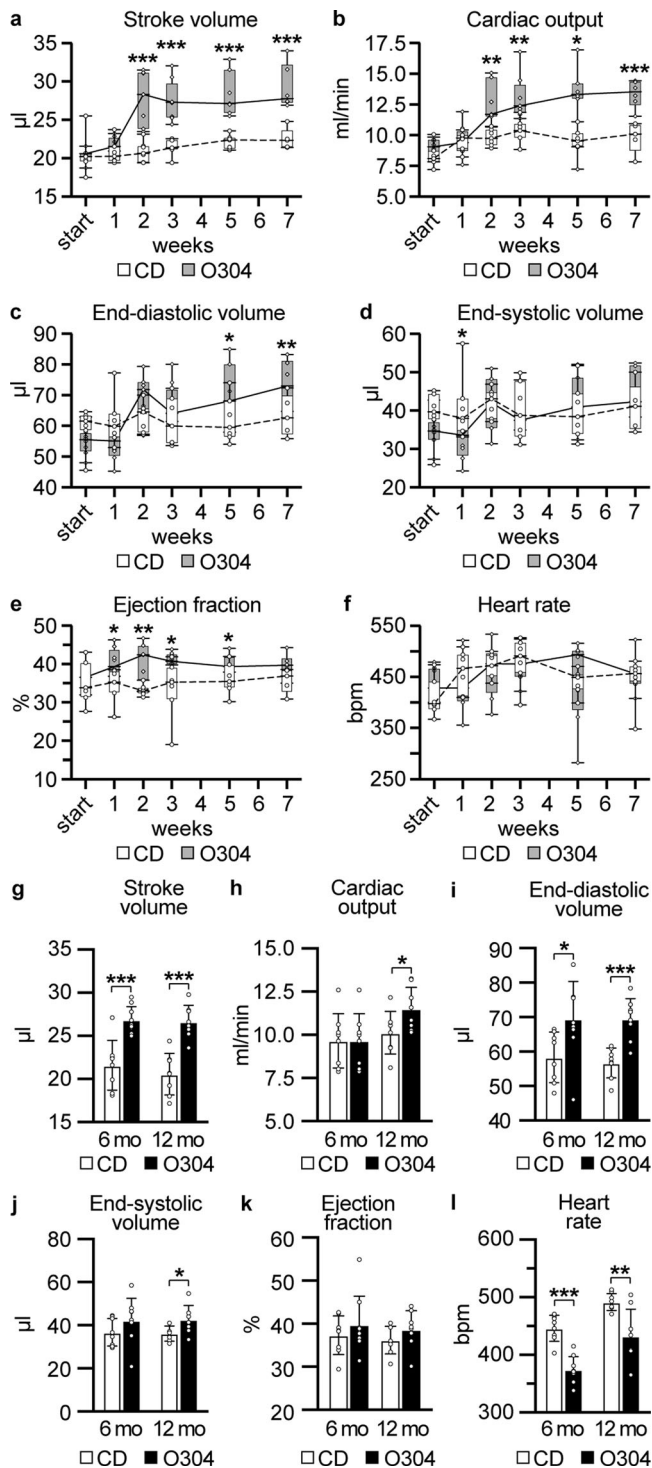 a Stroke volume
*** *** *** ***
35
30
25
20
15
µl
start 1 2 3 4 5 6 7
weeks
CD O304
b Cardiac output
** ** * ***
17.5
15.0
12.5
10.0
7.5
5.0
ml/min
start 1 2 3 4 5 6 7
weeks
CD O304
c End-diastolic volume
* **
90
80
70
60
50
40
µl
start 1 2 3 4 5 6 7
weeks
CD O304
d End-systolic volume
*
60
50
40
30
20
µl
start 1 2 3 4 5 6 7
weeks
CD O304
e Ejection fraction
* ** * *
50
40
30
20
10
%
start 1 2 3 4 5 6 7
weeks
CD O304
f Heart rate
550
450
350
250
bpm
start 1 2 3 4 5 6 7
weeks
CD O304
g Stroke
volume
*** ***
35
30
25
20
15
µl
6 mo 12 mo
CD O304
h Cardiac
output
*
15.0
12.5
10.0
7.5
5.0
ml/min
6 mo 12 mo
CD O304
i End-diastolic
volume
* ***
90
80
70
60
50
40
µl
6 mo 12 mo
CD O304
j End-systolic
volume
*
80
60
40
20
0
µl
6 mo 12 mo
CD O304
k Ejection
fraction
60
50
40
30
20
%
6 mo 12 mo
CD O304
l Heart
rate
*** **
600
500
400
300
bpm
6 mo 12 mo
CD O304